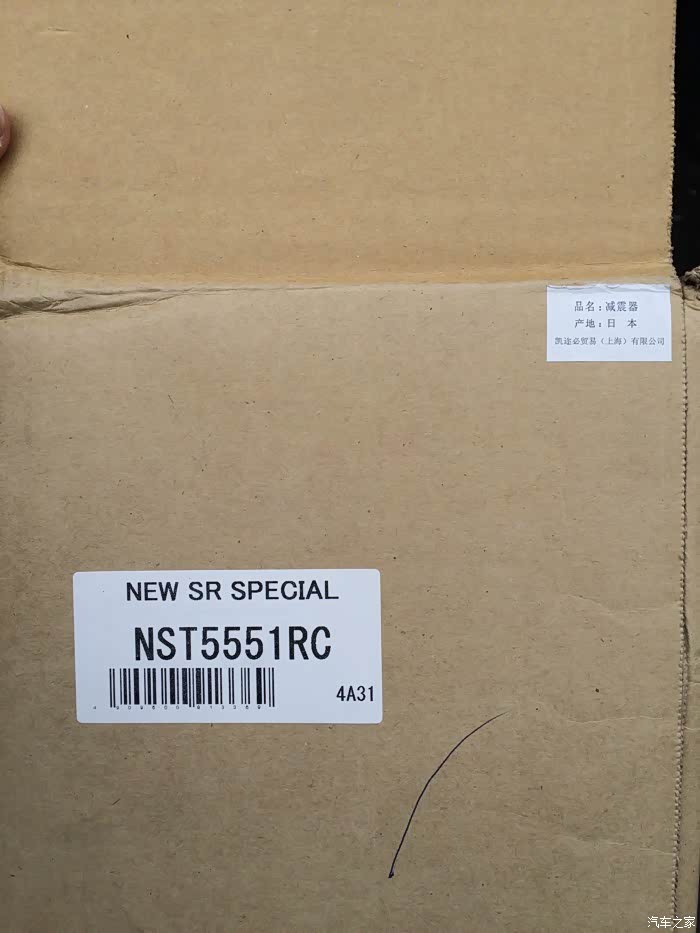 品名：减震器
产地：日 本
凯途必贸易（上海）有限公司
NEW SR SPECIAL
NST5551RC
4A31
汽车之家